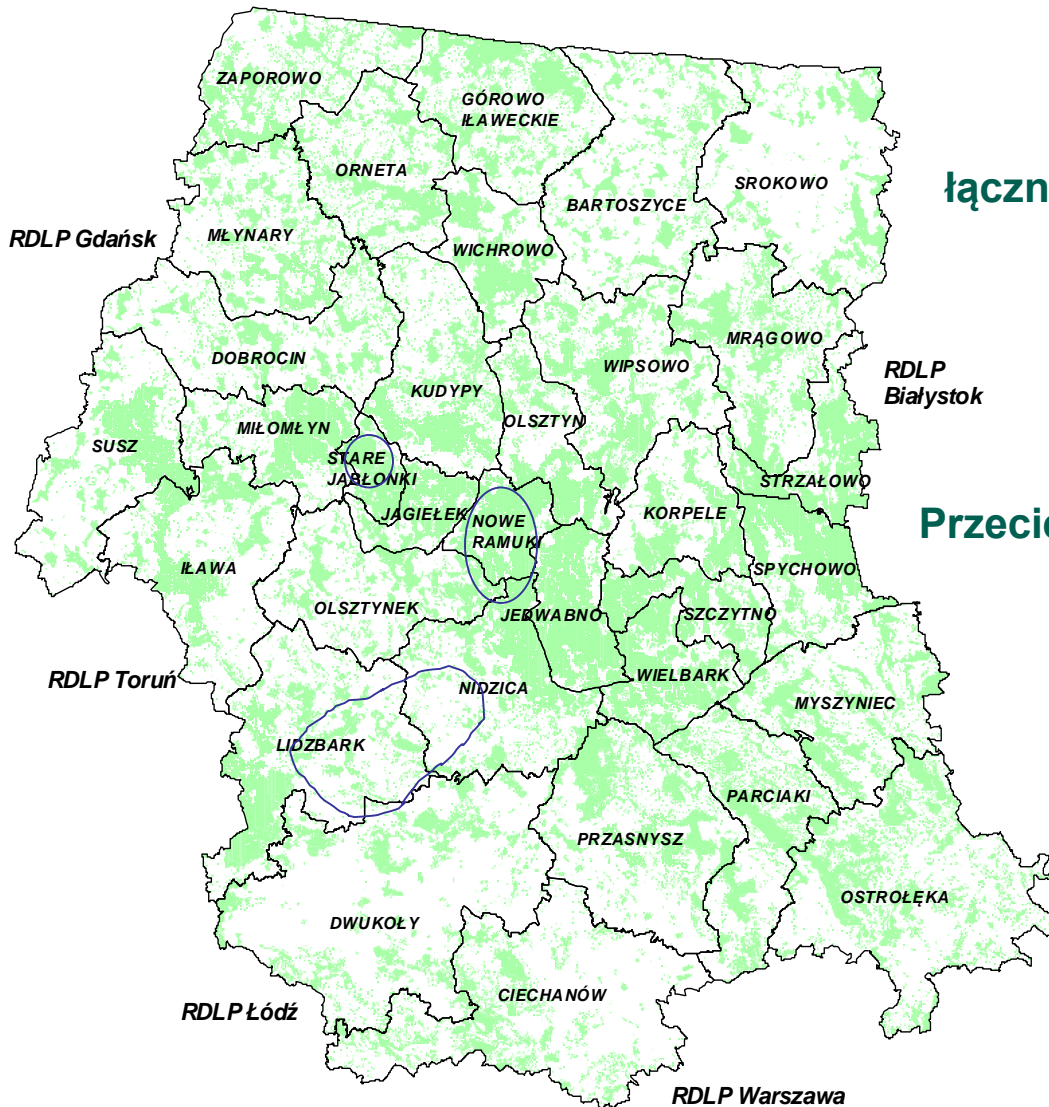 ZAPOROWO
GÓROWO
IŁAWECKIE
ORNETA
SROKOWO
BARTOSZYCE
RDLP Gdańsk
MŁYNARY
WICHROWO
DOBROCIN
MRĄGOWO
WIPSOWO
RDLP
Białystok
KUDYPY
OLSZTYN
SUSZ
MIŁOMŁYN
STARE
JABŁONKI
STRZAŁOWO
JAGIEŁEK
NOWE
RAMUKI
KORPELE
IŁAWA
SPYCHOWO
OLSZTYNEK
JEDWABNO
SZCZYTNO
RDLP Toruń
NIDZICA
WIELBARK
MYSZYNIEC
LIDZBARK
PARCIAKI
PRZASNYSZ
OSTROŁĘKA
DWUKOŁY
CIECHANÓW
RDLP Łódź
RDLP Warszawa